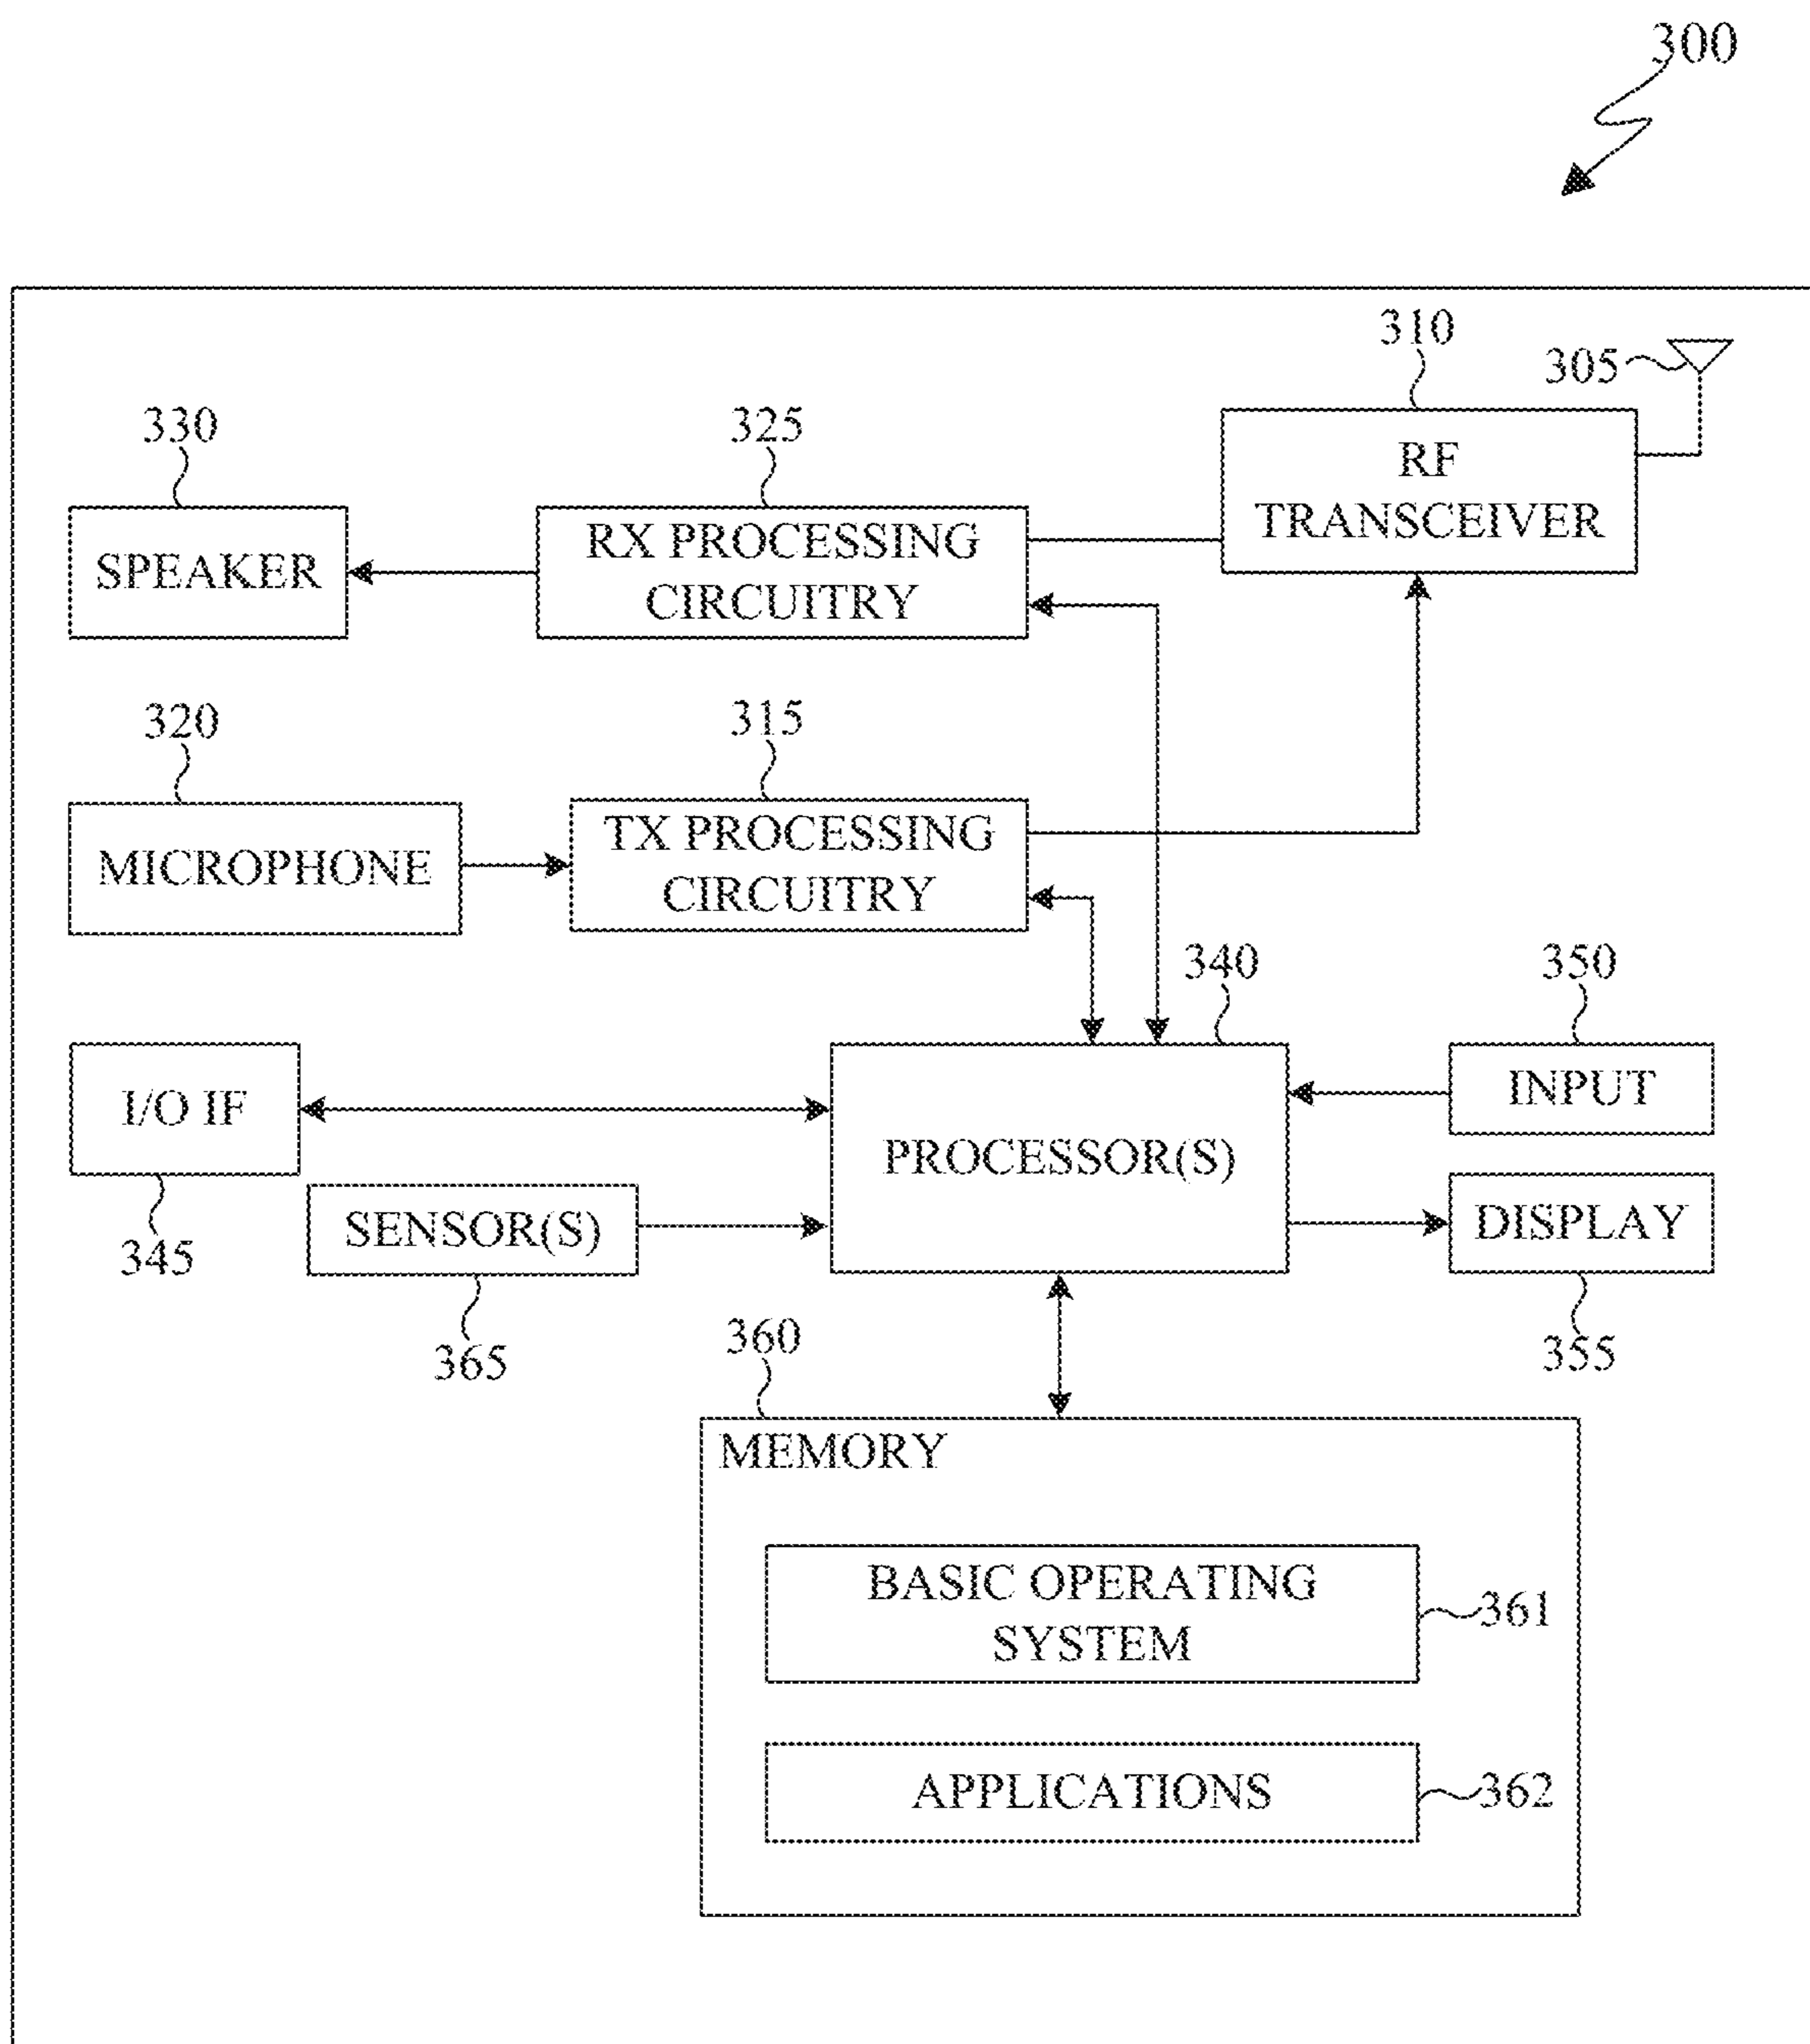 300
310
305
330
325
RF
TRANSCEIVER
SPEAKER
RX PROCESSING
CIRCUITRY
320
315
MICROPHONE
TX PROCESSING
CIRCUITRY
340
350
I/O IF
PROCESSOR(S)
INPUT
SENSOR(S)
DISPLAY
345
365
360
355
MEMORY
BASIC OPERATING
SYSTEM
361
APPLICATIONS
362